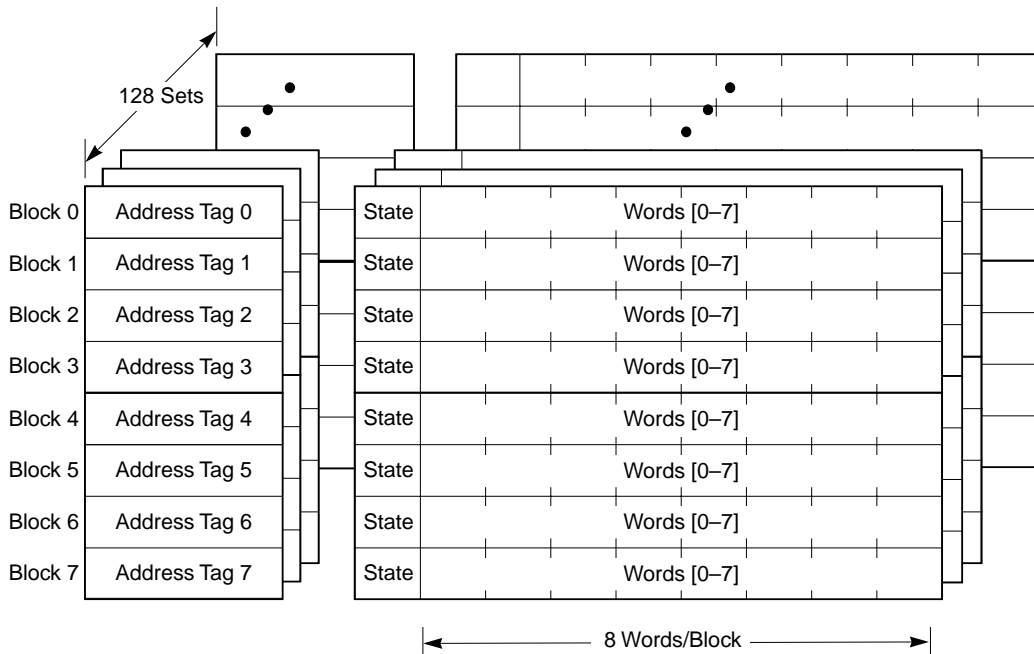 128 Sets
Block 0 Address Tag 0 State Words [0–7]
Block 1 Address Tag 1 State Words [0–7]
Block 2 Address Tag 2 State Words [0–7]
Block 3 Address Tag 3 State Words [0–7]
Block 4 Address Tag 4 State Words [0–7]
Block 5 Address Tag 5 State Words [0–7]
Block 6 Address Tag 6 State Words [0–7]
Block 7 Address Tag 7 State Words [0–7]
8 Words/Block